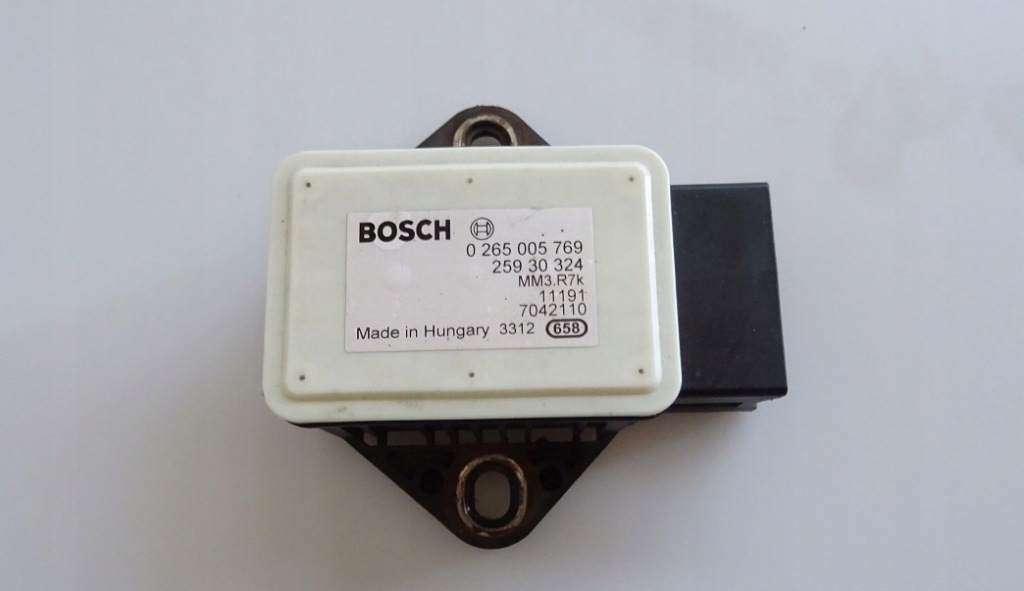 BOSCH
0 265 005 769
259 30 324
MM3.R7k
11191
7042110
Made in Hungary 3312 658